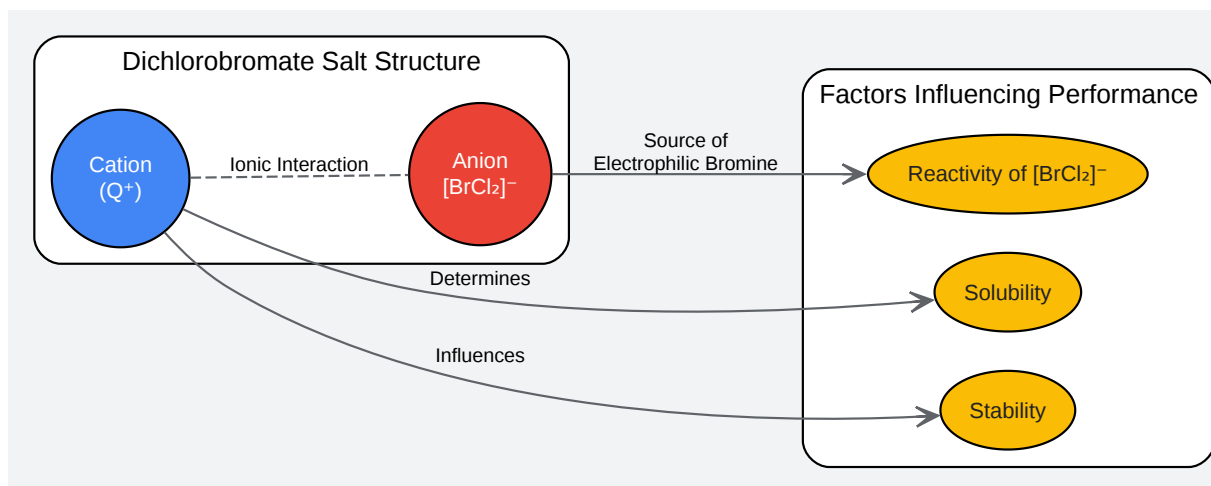 Dichlorobromate Salt Structure
Cation
(Q⁺)
Ionic Interaction
Anion
[BrCl₂]⁻
Source of
Electrophilic Bromine
Determines
Influences
Factors Influencing Performance
Reactivity of [BrCl₂]⁻
Solubility
Stability